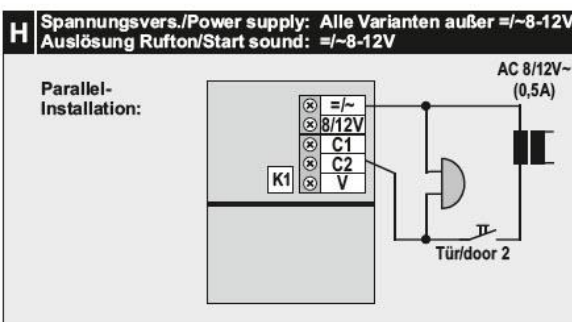 H
Spannungsvers./Power supply: Alle Varianten außer =/~8-12V
Auslösung Rufton/Start sound: =/~8-12V
Parallel-
Installation:
AC 8/12V~
(0,5A)
=/~
8/12V
C1
C2
K1
V
Tür/door 2